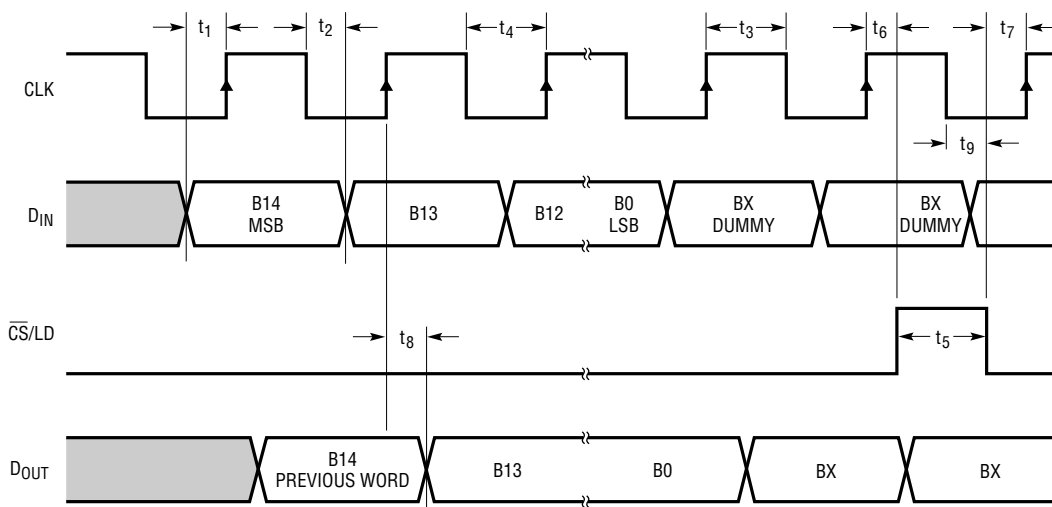 t1 t2 t4 t3 t6 t7
CLK
t9
DIN
B14
MSB
B13
B12
B0
LSB
BX
DUMMY
BX
DUMMY
CS/LD
t8
t5
DOUT
B14
PREVIOUS WORD
B13
B0
BX
BX